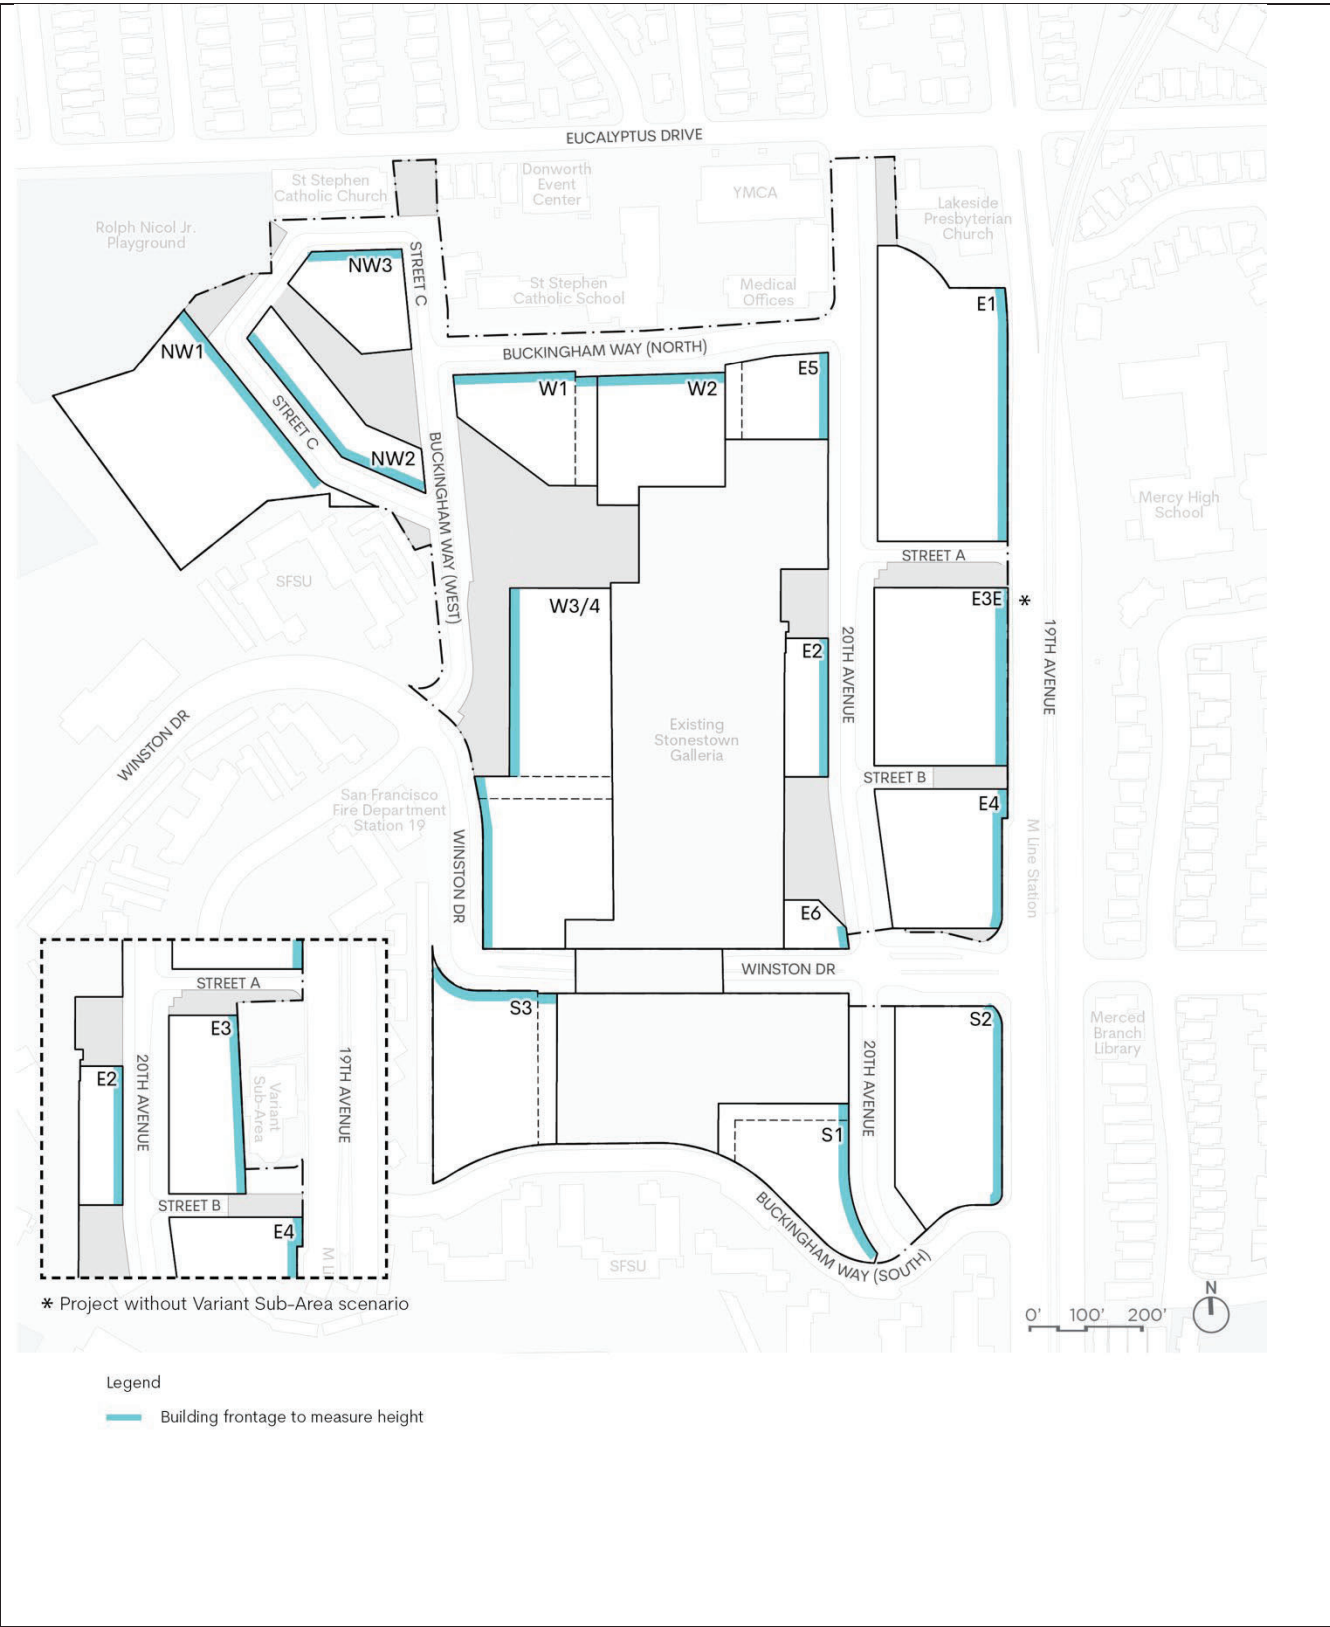 EUCALYPTUS DRIVE
St Stephen
Catholic Church
Donworth
Event
Center
YMCA
Lakeside
Presbyterian
Church
Rolph Nicol Jr.
Playground
NW3
STREET C
St Stephen
Catholic School
Medical
Offices
E1
NW1
BUCKINGHAM WAY (NORTH)
W1
W2
E5
STREET C
NW2
BUCKINGHAM WAY (WEST)
Mercy High
School
STREET A
SFSU
W3/4
E3E
*
E2
20TH AVENUE
19TH AVENUE
Existing
Stonestown
Galleria
WINSTON DR
STREET B
San Francisco
Fire Department
Station 19
E4
M Line Station
WINSTON DR
E6
WINSTON DR
S3
S2
Merced
Branch
Library
20TH AVENUE
S1
BUCKINGHAM WAY (SOUTH)
SFSU
STREET A
E3
E2
20TH AVENUE
19TH AVENUE
Variant
Sub-Area
STREET B
E4
M Li
* Project without Variant Sub-Area scenario
0' 100' 200'
N
Legend
Building frontage to measure height